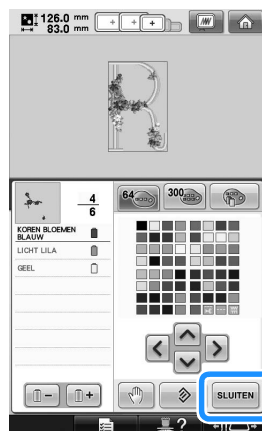 126.0 mm
83.0 mm
4
6
64
300
KOREN BLOEMEN
BLAUW
LICHT LILA
GEEL
SLUITEN
?